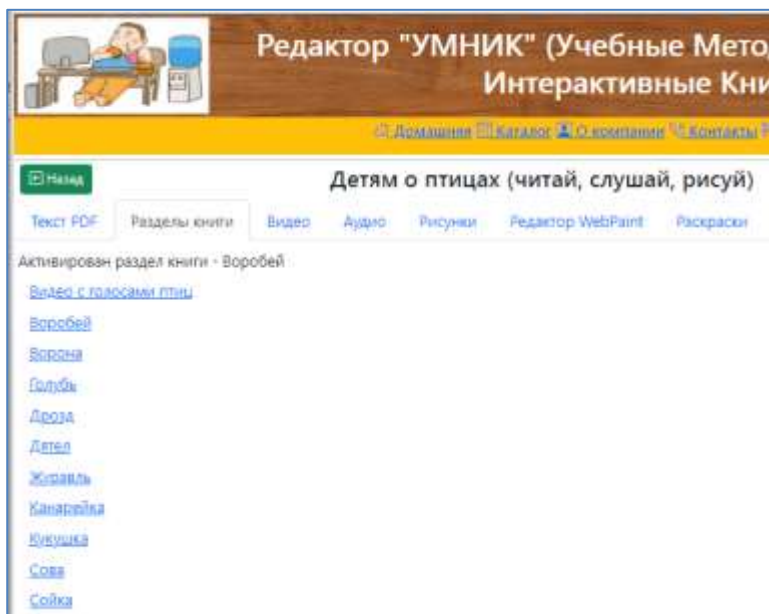 Редактор "УМНИК" (Учебные Мето
Интерактивные Кни
Домашняя Каталог О компании Контакты
Назад
Детям о птицах (читай, слушай, рисуй)
Текст PDF Разделы книги Видео Аудио Рисунки Редактор WebPaint Раскраски
Активирован раздел книги - Воробей
Видео с голосами птиц
Воробей
Ворона
Голубь
Дрозд
Дятел
Журавль
Канарейка
Кукушка
Сова
Сойка